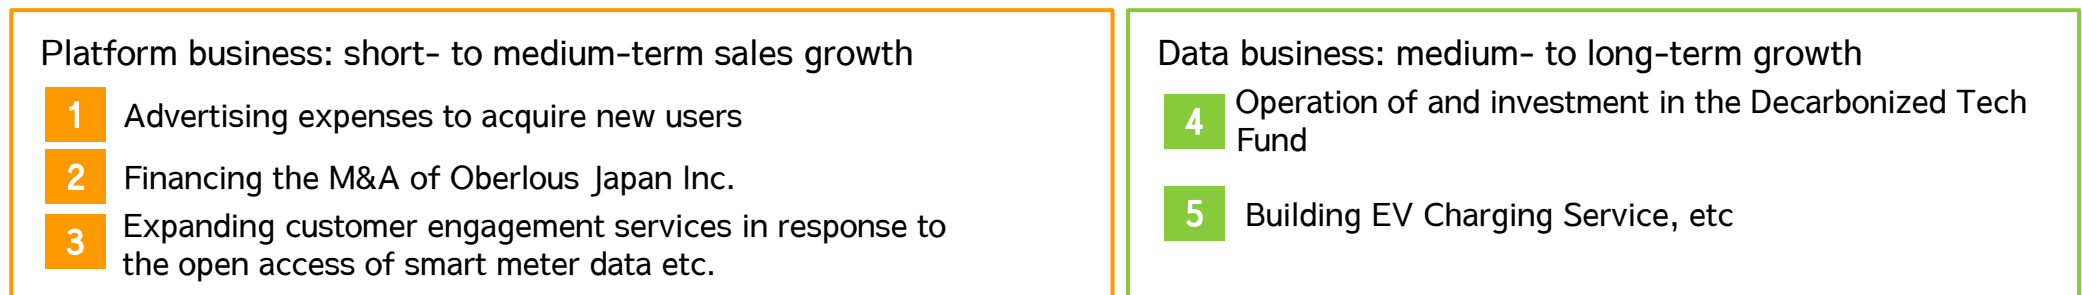 Platform business: short- to medium-term sales growth
1 Advertising expenses to acquire new users
2 Financing the M&A of Oberlous Japan Inc.
3 Expanding customer engagement services in response to
the open access of smart meter data etc.
Data business: medium- to long-term growth
4 Operation of and investment in the Decarbonized Tech
Fund
5 Building EV Charging Service, etc